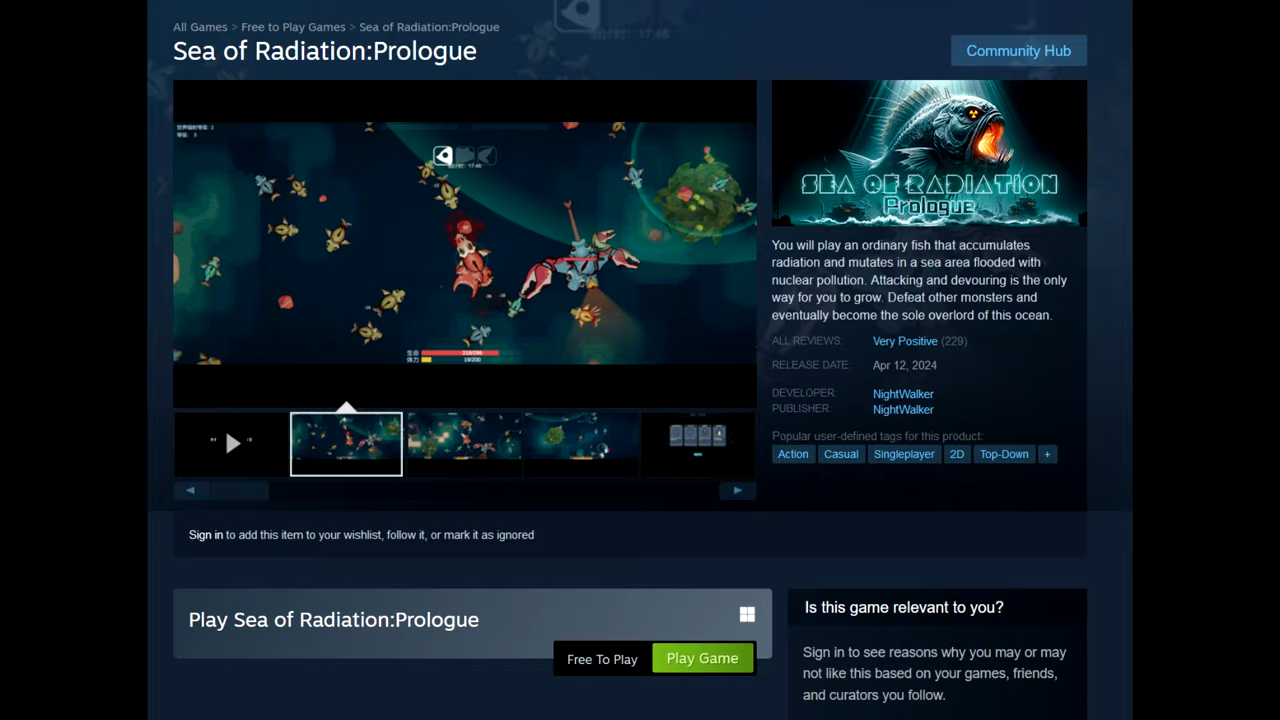 All Games > Free to Play Games > Sea of Radiation:Prologue
Sea of Radiation:Prologue
Community Hub
生命
体力
SEA OF RADIATION
Prologue
You will play an ordinary fish that accumulates
radiation and mutates in a sea area flooded with
nuclear pollution. Attacking and devouring is the only
way for you to grow. Defeat other monsters and
eventually become the sole overlord of this ocean.
ALL REVIEWS: Very Positive (229)
RELEASE DATE: Apr 12, 2024
DEVELOPER: NightWalker
PUBLISHER: NightWalker
Popular user-defined tags for this product:
Action Casual Singleplayer 2D Top-Down +
Sign in to add this item to your wishlist, follow it, or mark it as ignored
Play Sea of Radiation:Prologue
Free To Play Play Game
Is this game relevant to you?
Sign in to see reasons why you may or may
not like this based on your games, friends,
and curators you follow.